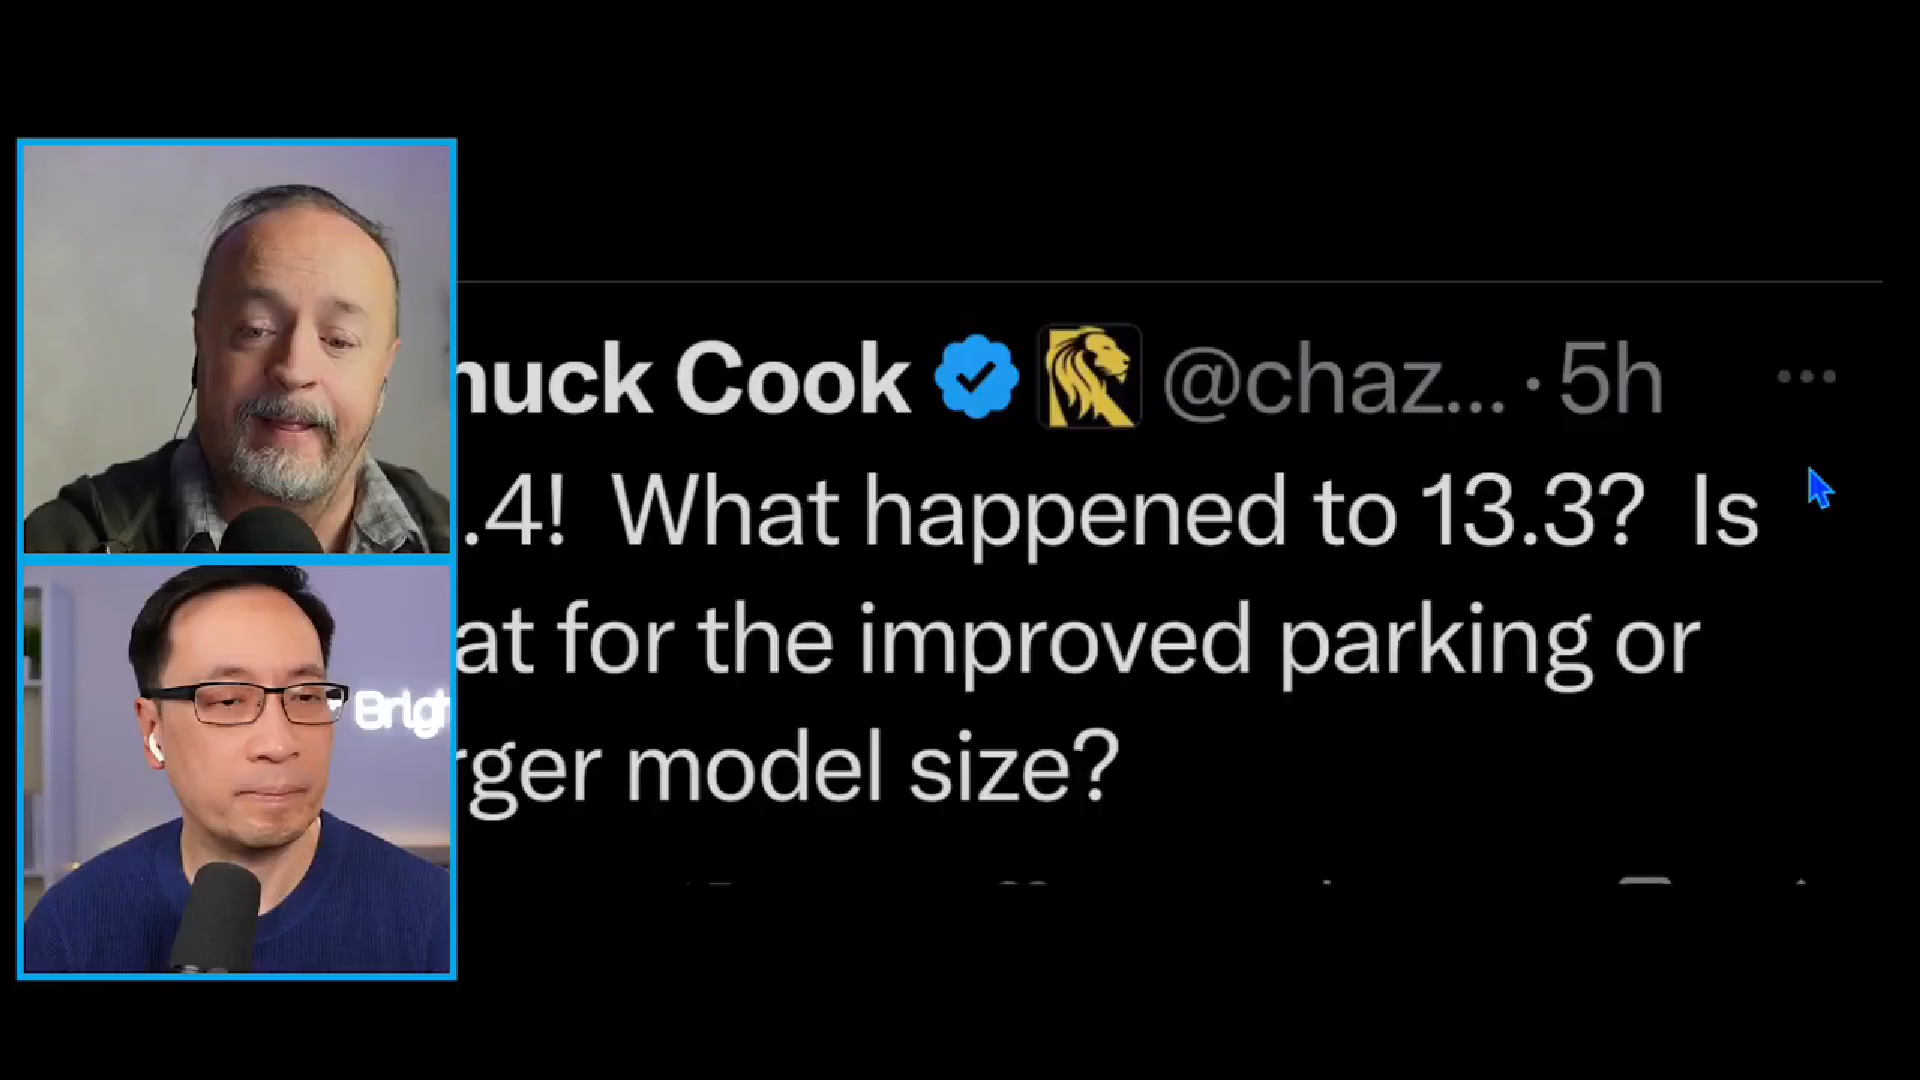 huck Cook @chaz... · 5h
.4! What happened to 13.3? Is
at for the improved parking or
rger model size?
Brigh